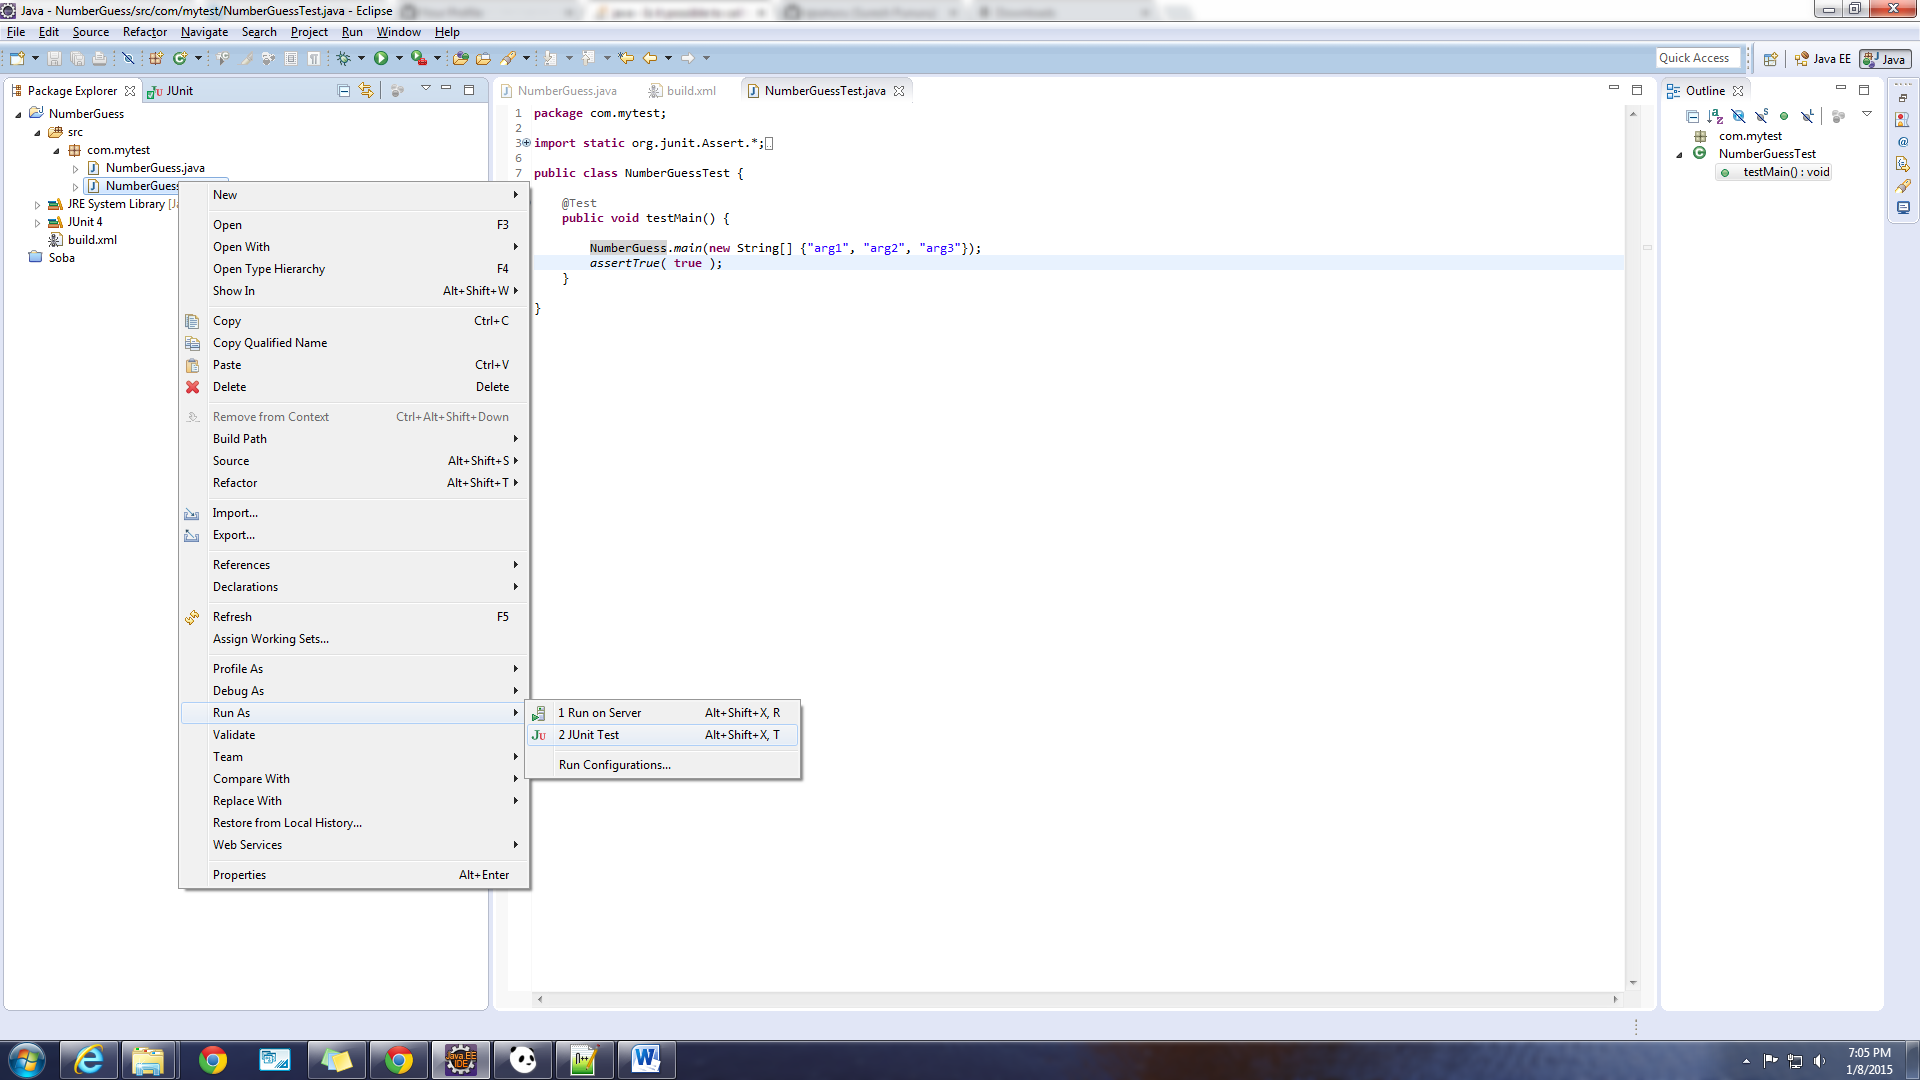 Java - NumberGuess/src/com/mytest/NumberGuessTest.java - Eclipse
File Edit Source Refactor Navigate Search Project Run Window Help
Quick Access
Java EE
Java
Package Explorer
JUnit
NumberGuess
src
com.mytest
NumberGuess.java
NumberGuess
JRE System Library [J
JUnit 4
build.xml
Soba
New
Open F3
Open With
Open Type Hierarchy F4
Show In Alt+Shift+W
Copy Ctrl+C
Copy Qualified Name
Paste Ctrl+V
Delete Delete
Remove from Context Ctrl+Alt+Shift+Down
Build Path
Source Alt+Shift+S
Refactor Alt+Shift+T
Import...
Export...
References
Declarations
Refresh F5
Assign Working Sets...
Profile As
Debug As
Run As
Validate
Team
Compare With
Replace With
Restore from Local History...
Web Services
Properties Alt+Enter
1 Run on Server Alt+Shift+X, R
2 JUnit Test Alt+Shift+X, T
Run Configurations...
NumberGuess.java
build.xml
NumberGuessTest.java
1 package com.mytest;
2
3 import static org.junit.Assert.*;
6
7 public class NumberGuessTest {
@Test
public void testMain() {
NumberGuess.main(new String[] {"arg1", "arg2", "arg3"});
assertTrue( true );
}
}
Outline
com.mytest
NumberGuessTest
testMain() : void
7:05 PM
1/8/2015